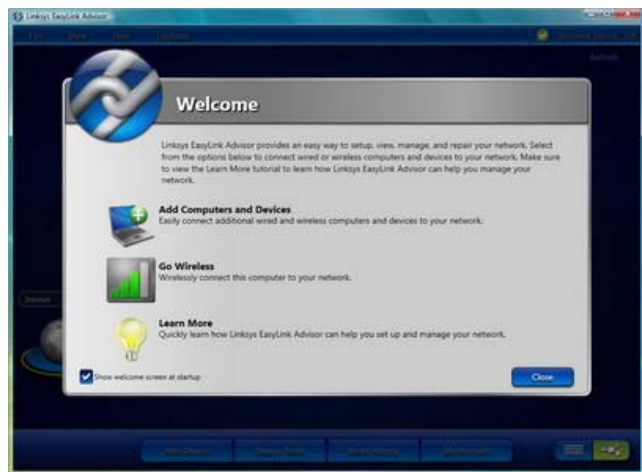 Linksys EasyLink Advisor
Welcome
Linksys EasyLink Advisor provides an easy way to setup, view, manage, and repair your network. Select
from the options below to connect wired or wireless computers and devices to your network. Make sure
to view the Learn More tutorial to learn how Linksys EasyLink Advisor can help you manage your
network.
Add Computers and Devices
Easily connect additional wired and wireless computers and devices to your network.
Go Wireless
Wirelessly connect this computer to your network.
Learn More
Quickly learn how Linksys EasyLink Advisor can help you set up and manage your network.
Show welcome screen at startup
Close